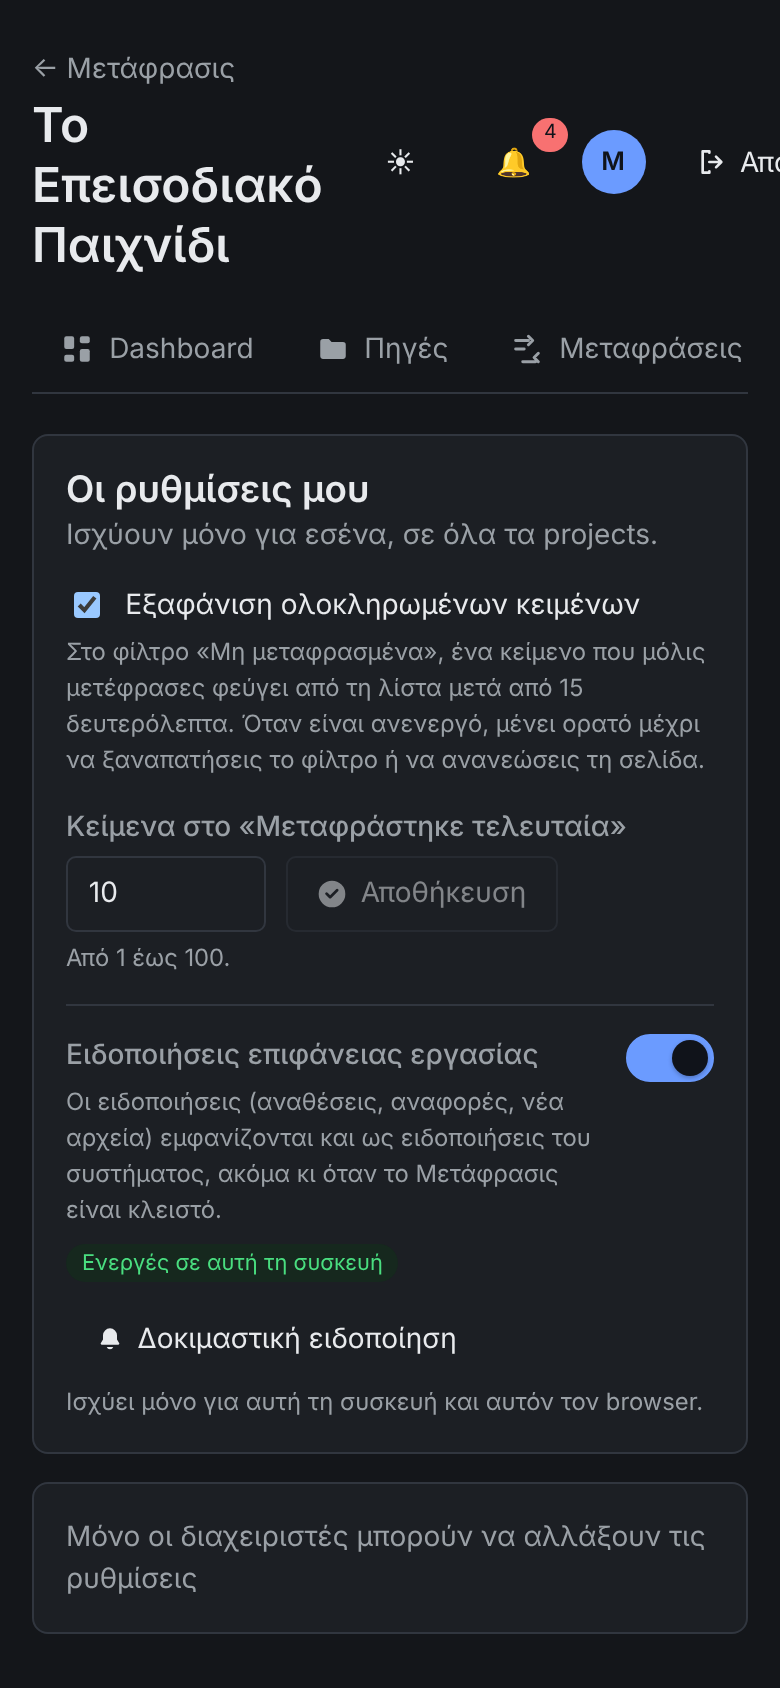 ← Μετάφρασις
Το
Επεισοδιακό
Παιχνίδι
4
M
Dashboard
Πηγές
Μεταφράσεις
Οι ρυθμίσεις μου
Ισχύουν μόνο για εσένα, σε όλα τα projects.
Εξαφάνιση ολοκληρωμένων κειμένων
Στο φίλτρο «Μη μεταφρασμένα», ένα κείμενο που μόλις
μετέφρασες φεύγει από τη λίστα μετά από 15
δευτερόλεπτα. Όταν είναι ανενεργό, μένει ορατό μέχρι
να ξαναπατήσεις το φίλτρο ή να ανανεώσεις τη σελίδα.
Κείμενα στο «Μεταφράστηκε τελευταία»
10
Αποθήκευση
Από 1 έως 100.
Ειδοποιήσεις επιφάνειας εργασίας
Οι ειδοποιήσεις (αναθέσεις, αναφορές, νέα
αρχεία) εμφανίζονται και ως ειδοποιήσεις του
συστήματος, ακόμα κι όταν το Μετάφρασις
είναι κλειστό.
Ενεργές σε αυτή τη συσκευή
Δοκιμαστική ειδοποίηση
Ισχύει μόνο για αυτή τη συσκευή και αυτόν τον browser.
Μόνο οι διαχειριστές μπορούν να αλλάξουν τις
ρυθμίσεις